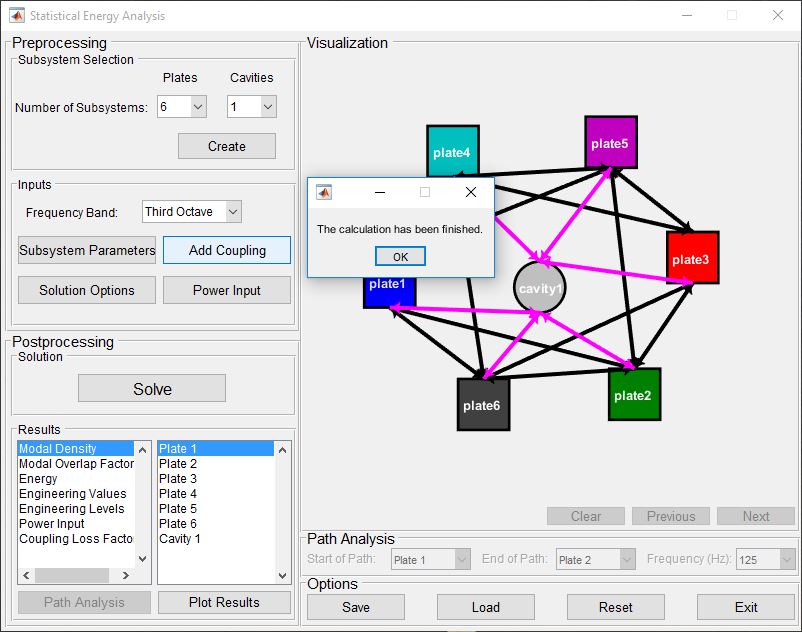 Statistical Energy Analysis
Preprocessing
Subsystem Selection
Plates Cavities
Number of Subsystems: 6 1
Create
Inputs
Frequency Band: Third Octave
Subsystem Parameters Add Coupling
Solution Options Power Input
Postprocessing
Solution
Solve
Results
Modal Density
Modal Overlap Factor
Energy
Engineering Values
Engineering Levels
Power Input
Coupling Loss Facto
Plate 1
Plate 2
Plate 3
Plate 4
Plate 5
Plate 6
Cavity 1
Path Analysis Plot Results
Visualization
plate4
plate5
The calculation has been finished.
OK
plate3
plate1
cavity1
plate6
plate2
Clear Previous Next
Path Analysis
Start of Path: Plate 1 End of Path: Plate 2 Frequency (Hz): 125
Options
Save Load Reset Exit